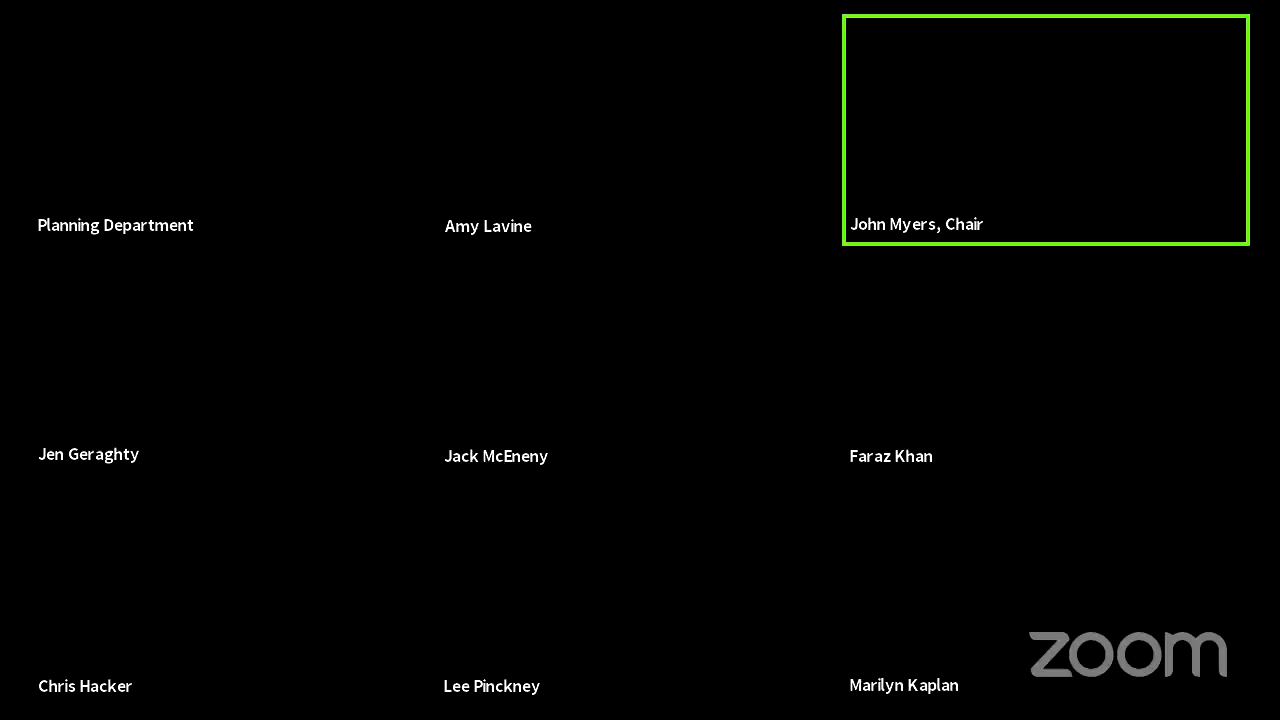 Planning Department
Amy Lavine
John Myers, Chair
Jen Geraghty
Jack McEneny
Faraz Khan
Chris Hacker
Lee Pinckney
Marilyn Kaplan
zoom